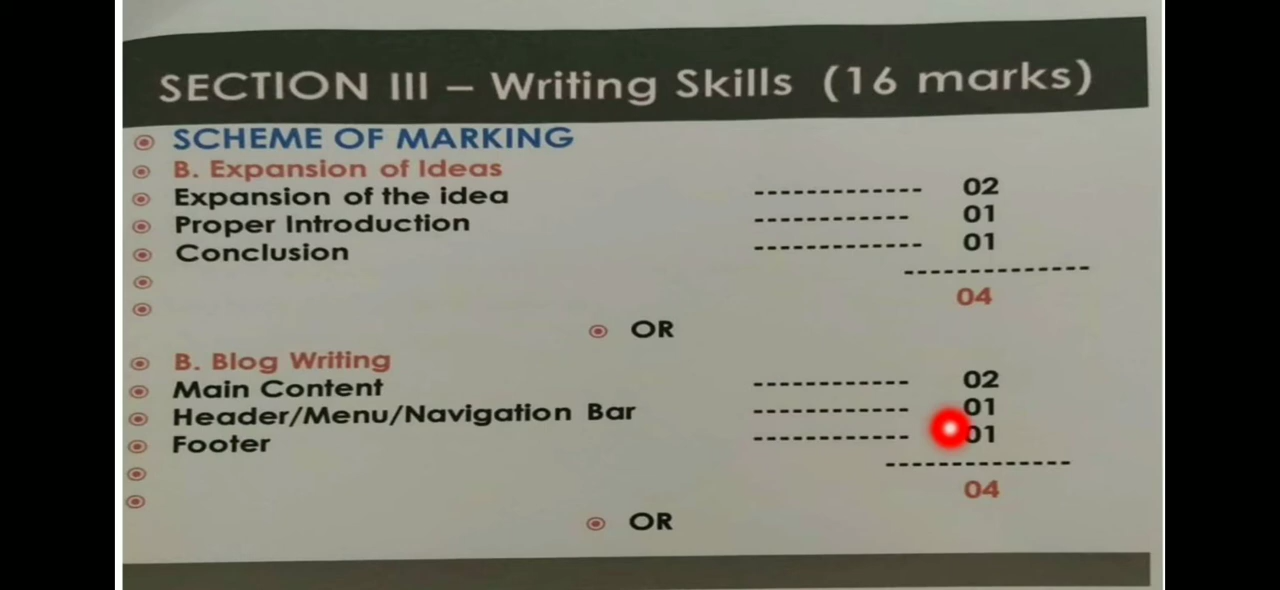 SECTION III – Writing Skills (16 marks)
SCHEME OF MARKING
B. Expansion of Ideas
Expansion of the idea ------------- 02
Proper Introduction ------------ 01
Conclusion ------------- 01
--------------
04
OR
B. Blog Writing
Main Content ------------ 02
Header/Menu/Navigation Bar ------------ 01
Footer ------------ 01
--------------
04
OR